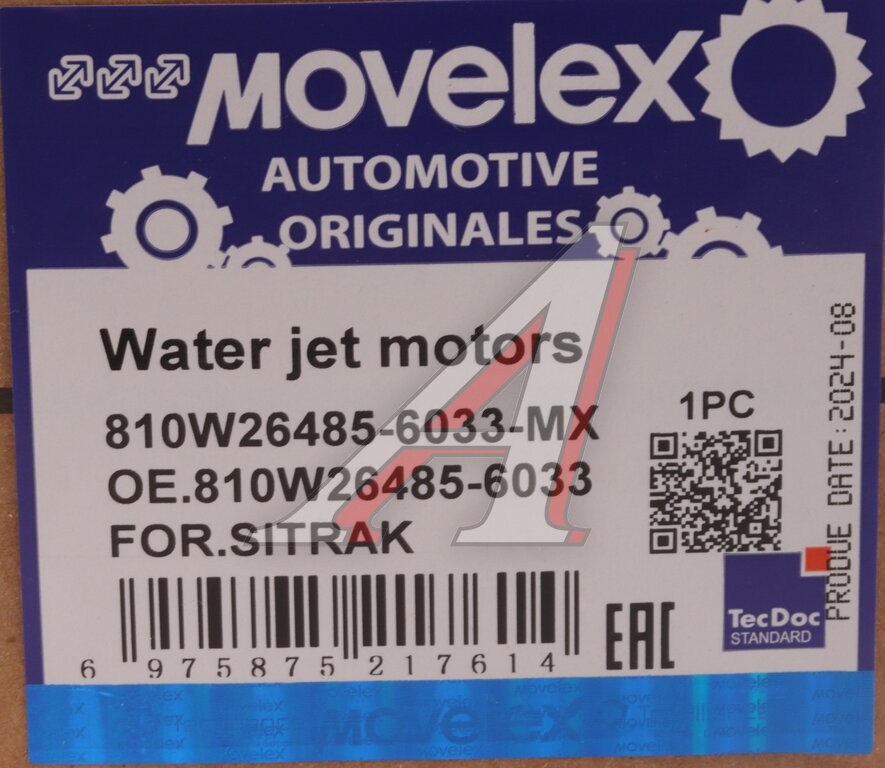 MOVelex
AUTOMOTIVE
ORIGINALES
Water jet motors
810W26485-6033-MX
OE.810W26485-6033
FOR.SITRAK
1PC
PRODUE DATE:2024-08
TecDoc
STANDARD
EAC
6 975875 217614
MOVelex